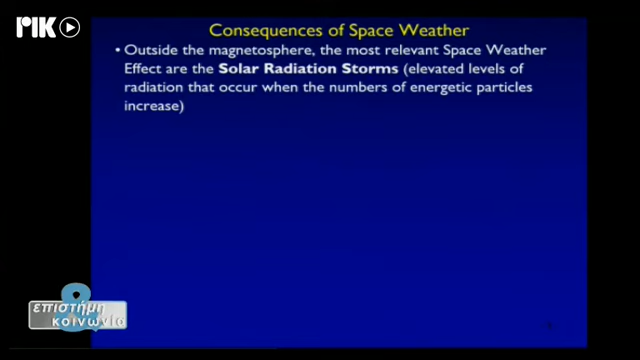 ΡΙΚ
Consequences of Space Weather
• Outside the magnetosphere, the most relevant Space Weather
Effect are the Solar Radiation Storms (elevated levels of
radiation that occur when the numbers of energetic particles
increase)
&
επιστήμη
κοινωνία